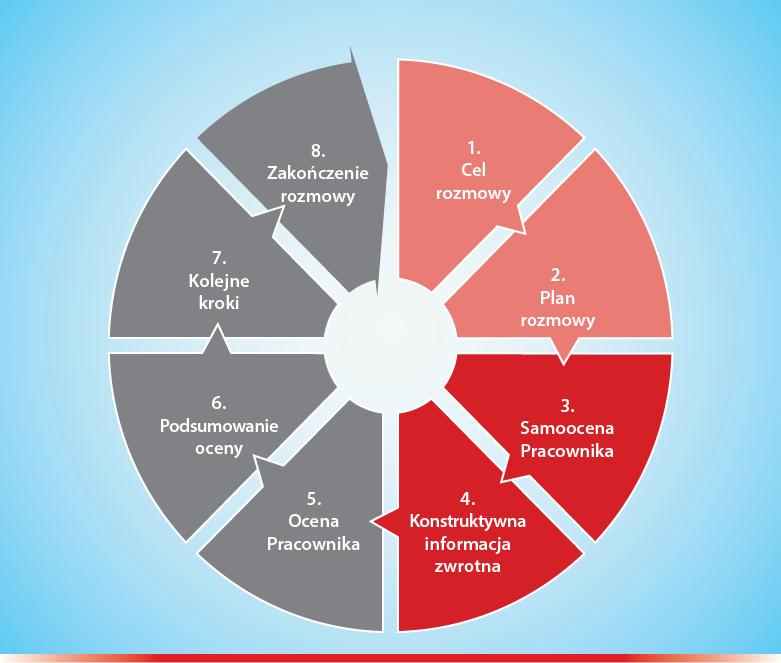 1.
Cel
rozmowy
2.
Plan
rozmowy
3.
Samoocena
Pracownika
4.
Konstruktywna
informacja
zwrotna
5.
Ocena
Pracownika
6.
Podsumowanie
oceny
7.
Kolejne
kroki
8.
Zakończenie
rozmowy